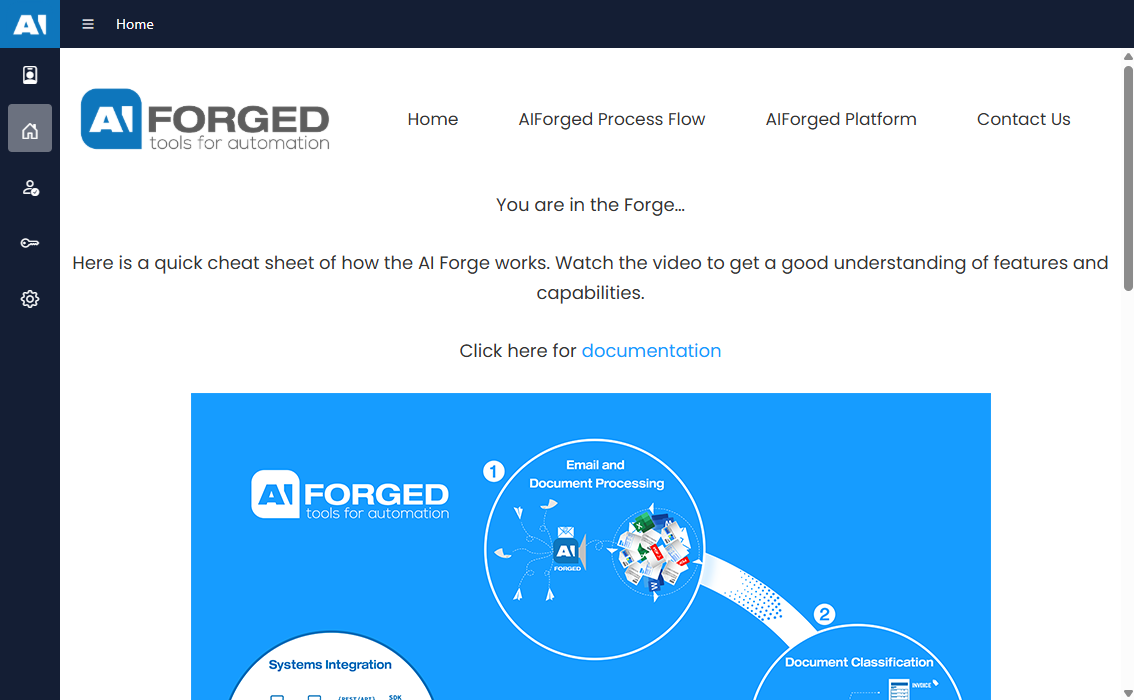 AI
Home
AI FORGED
tools for automation
Home
AIForged Process Flow
AIForged Platform
Contact Us
You are in the Forge...
Here is a quick cheat sheet of how the AI Forge works. Watch the video to get a good understanding of features and
capabilities.
Click here for documentation
1
Email and
Document Processing
AI FORGED
tools for automation
AI
FORGED
2
Systems Integration
Document Classification
(REST/API)
SDK
INVOICE